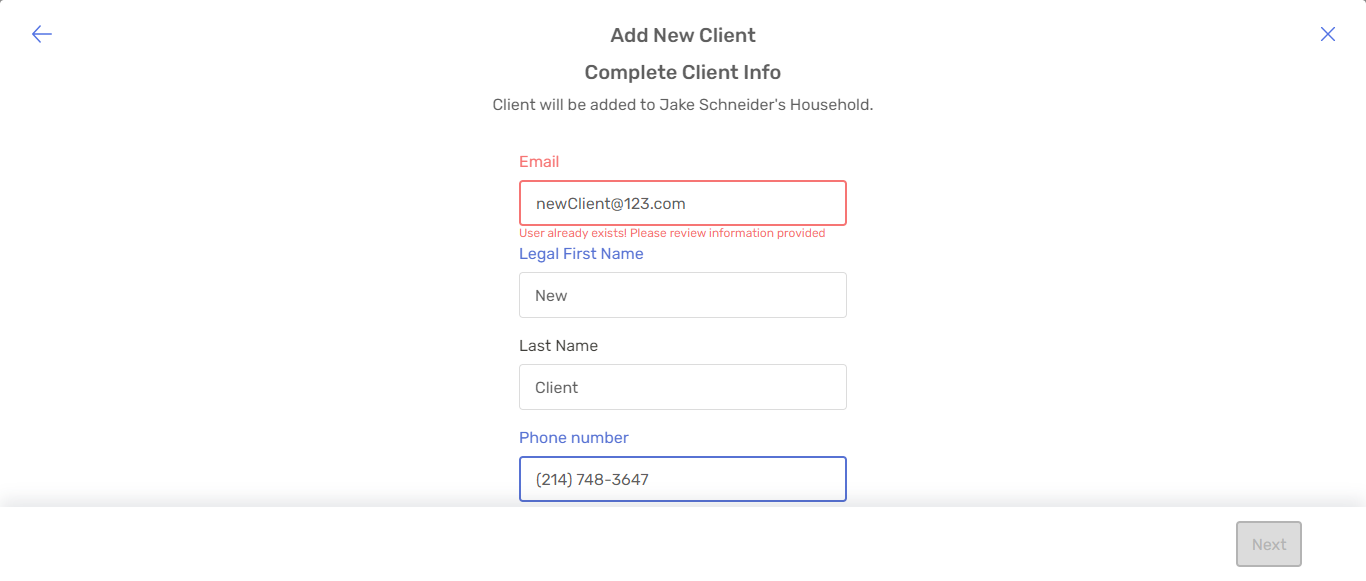 Add New Client
Complete Client Info
Client will be added to Jake Schneider's Household.
Email
newClient@123.com
User already exists! Please review information provided
Legal First Name
New
Last Name
Client
Phone number
(214) 748-3647
Next